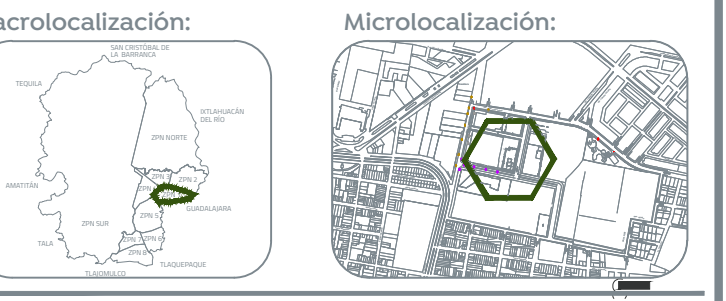 acrolocalización:
Microlocalización:
SAN CRISTÓBAL DE
LA BARRANCA
TEQUILA
IXTLAHUACÁN
DEL RÍO
ZPN NORTE
ZPN 3
ZPN 2
AMATITÁN
GUADALAJARA
ZPN 5
ZPN SUR
ZPN 7
ZPN 6
TALA
ZPN 8
TLAQUEPAQUE
TLAJOMULCO